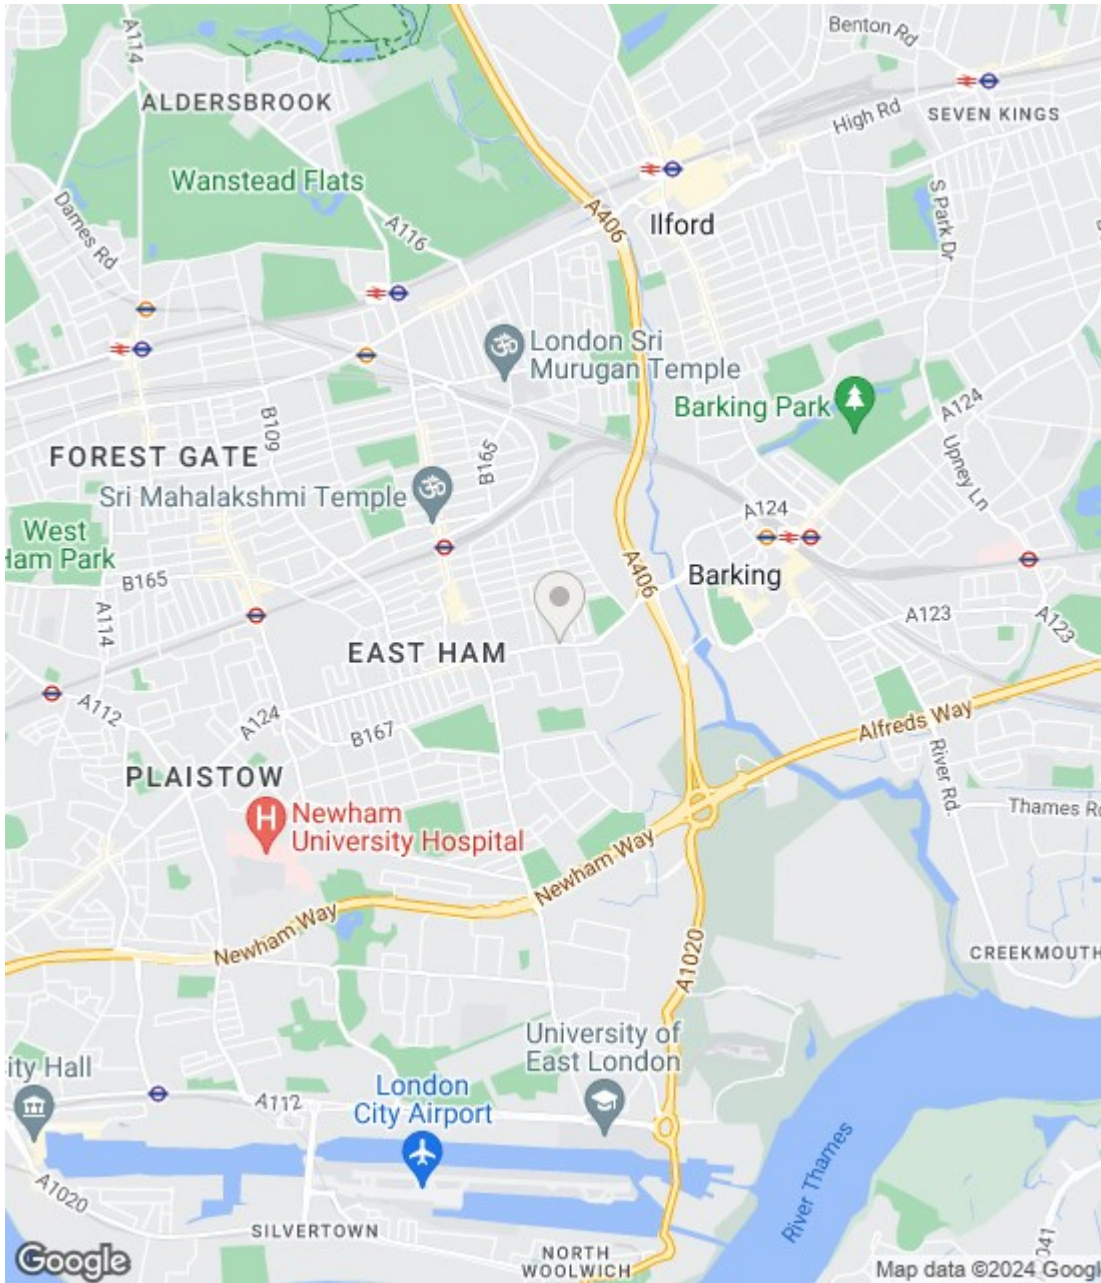 Benton Rd
A114
ALDERSBROOK
SEVEN KINGS
High Rd
Wanstead Flats
S Park Dr
Dames Rd
A406
Ilford
A116
London Sri
Murugan Temple
Barking Park
A124
B109
B165
Upney Ln
FOREST GATE
Sri Mahalakshmi Temple
A124
West
Ham Park
A406
Barking
B165
A114
A123
A123
EAST HAM
A112
A124
B167
Alfreds Way
River Rd.
PLAISTOW
Thames Rd
H
Newham
University Hospital
Newham Way
Newham Way
CREEKMOUTH
A1020
University of
East London
ity Hall
London
City Airport
A112
River Thames
A1020
SILVERTOWN
NORTH
WOOLWICH
041
Google
Map data ©2024 Google